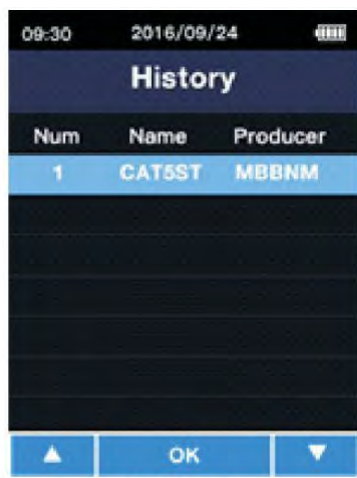 09:30 2016/09/24
History
Num Name Producer
1 CAT5ST MBBNM
▲ OK ▼